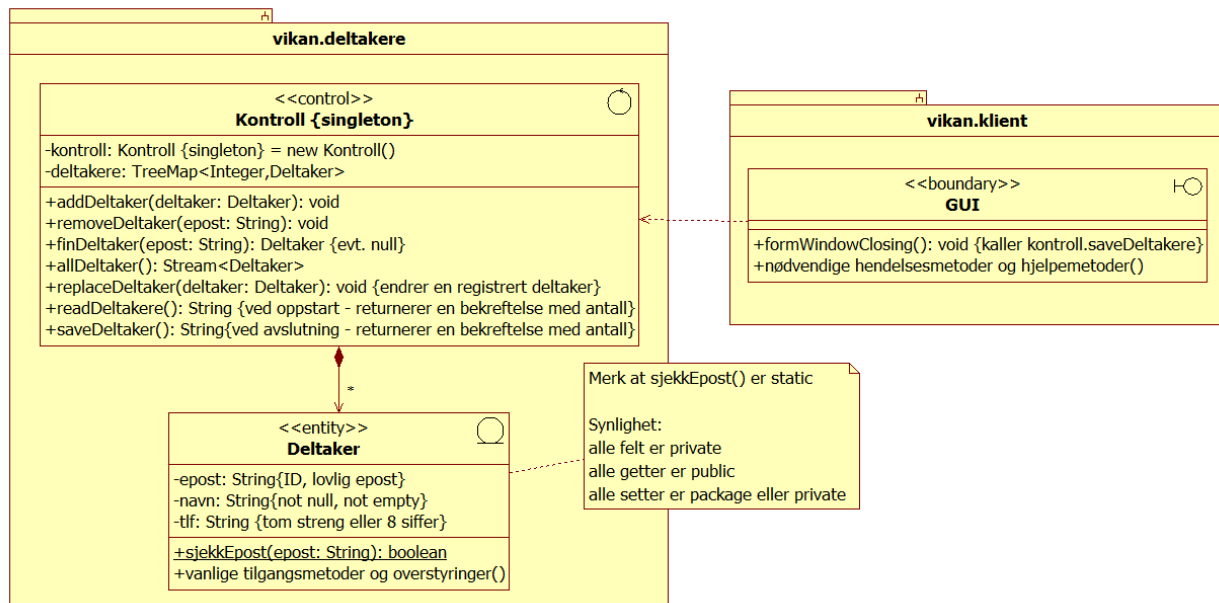 vikan.deltakere
<<control>>
Kontroll {singleton}
-kontroll: Kontroll {singleton} = new Kontroll()
-deltakere: TreeMap<Integer,Deltaker>
+addDeltaker(deltaker: Deltaker): void
+removeDeltaker(epost: String): void
+finDeltaker(epost: String): Deltaker {evt. null}
+allDeltaker(): Stream<Deltaker>
+replaceDeltaker(deltaker: Deltaker): void {endrer en registrert deltaker}
+readDeltakere(): String {ved oppstart - returnerer en bekreftelse med antall}
+saveDeltaker(): String{ved avslutning - returnerer en bekreftelse med antall}
*
<<entity>>
Deltaker
-epost: String{ID, lovlig epost}
-navn: String{not null, not empty}
-tlf: String {tom streng eller 8 siffer}
+sjekkEpost(epost: String): boolean
+vanlige tilgangsmetoder og overstyringer()
vikan.klient
<<boundary>>
GUI
+formWindowClosing(): void {kaller kontroll.saveDeltakere}
+nødvendige hendelsesmetoder og hjelpemetoder()
Merk at sjekkEpost() er static
Synlighet:
alle felt er private
alle getter er public
alle setter er package eller private